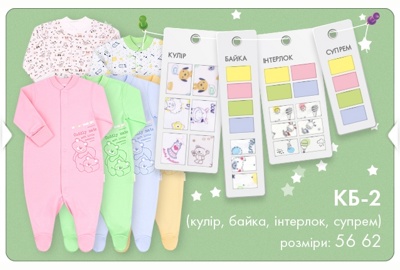 КУЛІР
БАЙКА
ІНТЕРЛОК
СУПРЕМ
КБ-2
(кулір, байка, інтерлок, супрем)
розміри: 56 62